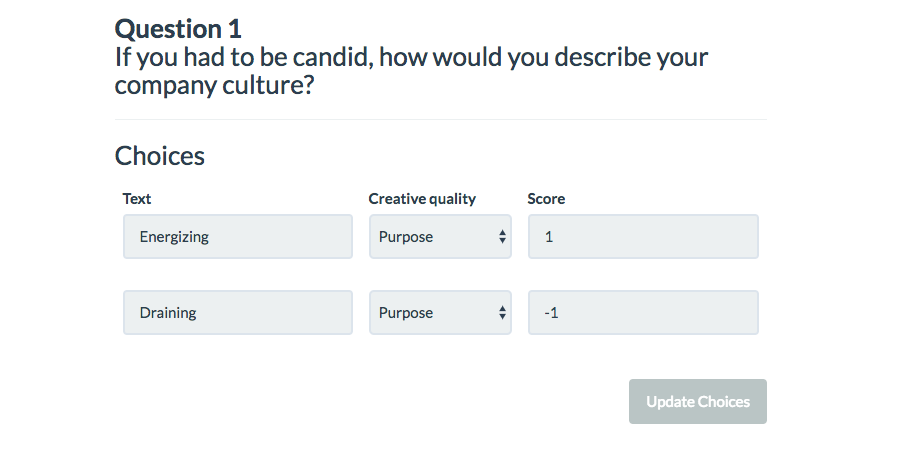 Question 1
If you had to be candid, how would you describe your
company culture?
Choices
Text Creative quality Score
Energizing Purpose 1
Draining Purpose -1
Update Choices